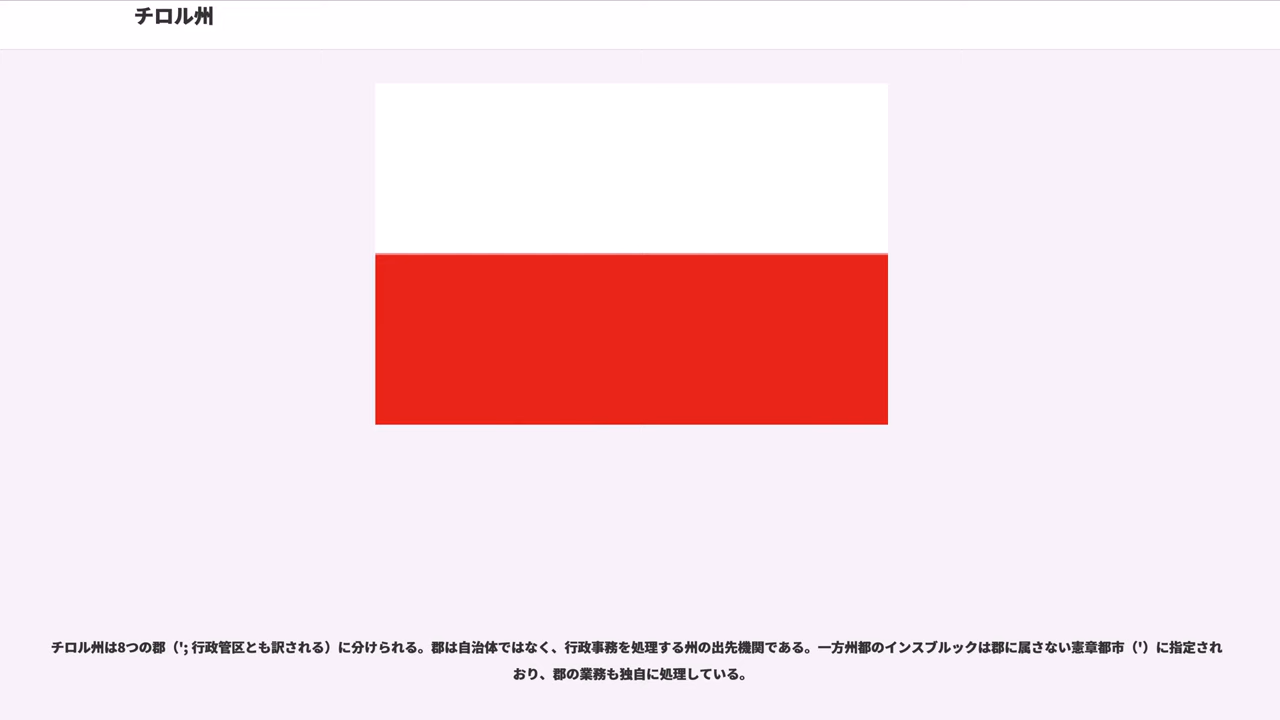 チロル州
チロル州は8つの郡（'; 行政管区とも訳される）に分けられる。郡は自治体ではなく、行政事務を処理する州の出先機関である。一方州都のインスブルックは郡に属さない憲章都市（'）に指定され
おり、郡の業務も独自に処理している。